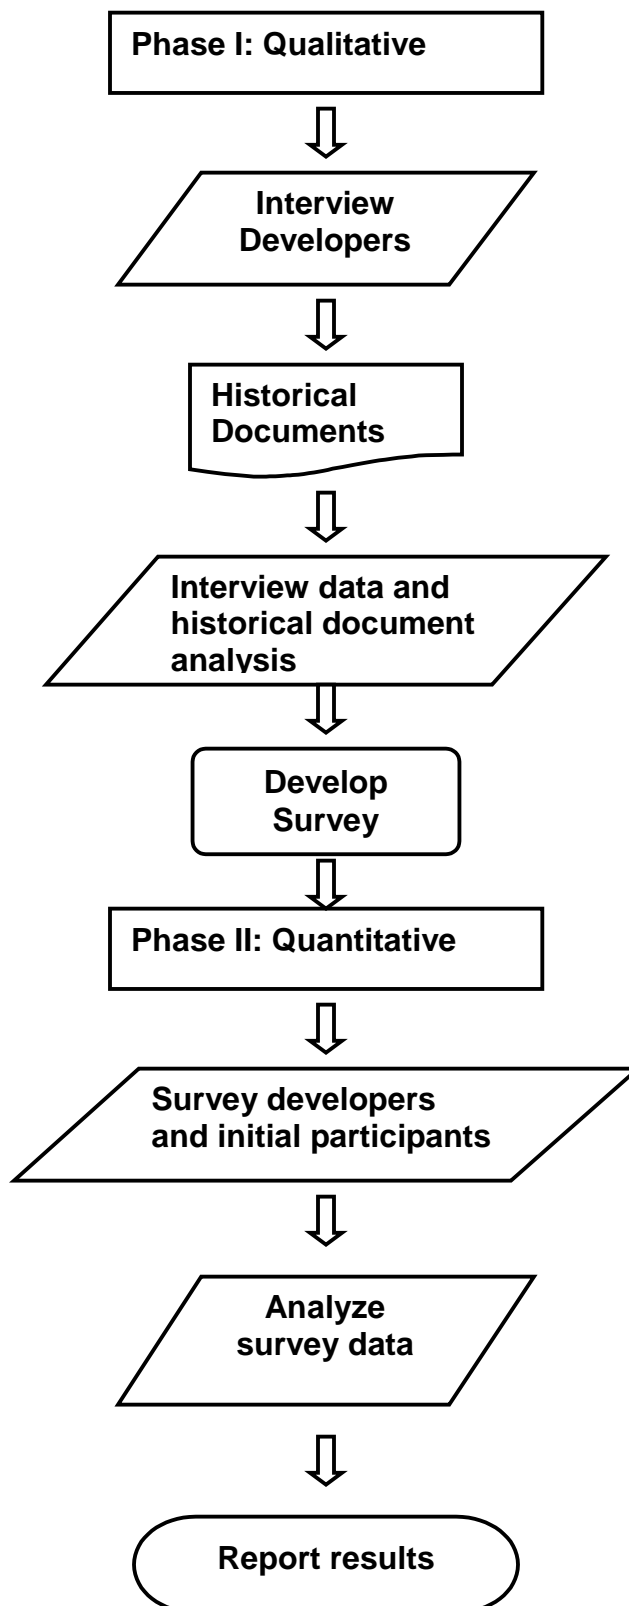 Phase I: Qualitative
Interview
Developers
Historical
Documents
Interview data and
historical document
analysis
Develop
Survey
Phase II: Quantitative
Survey developers
and initial participants
Analyze
survey data
Report results